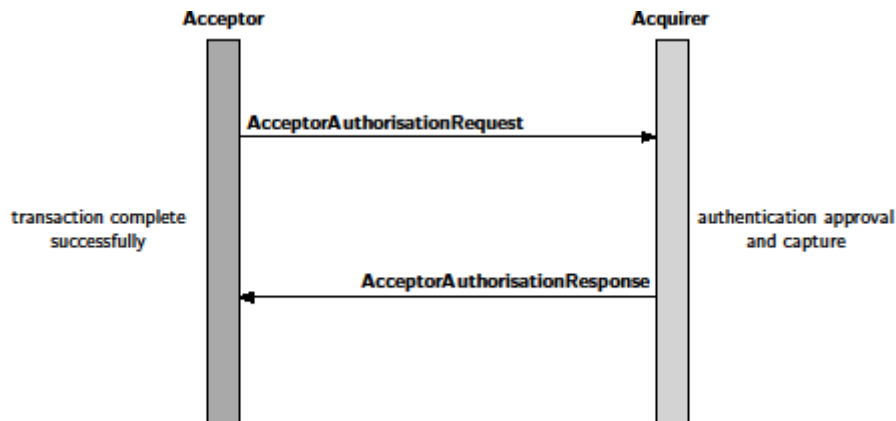 Acceptor
Acquirer
AcceptorAuthorisationRequest
transaction complete
successfully
authentication approval
and capture
AcceptorAuthorisationResponse